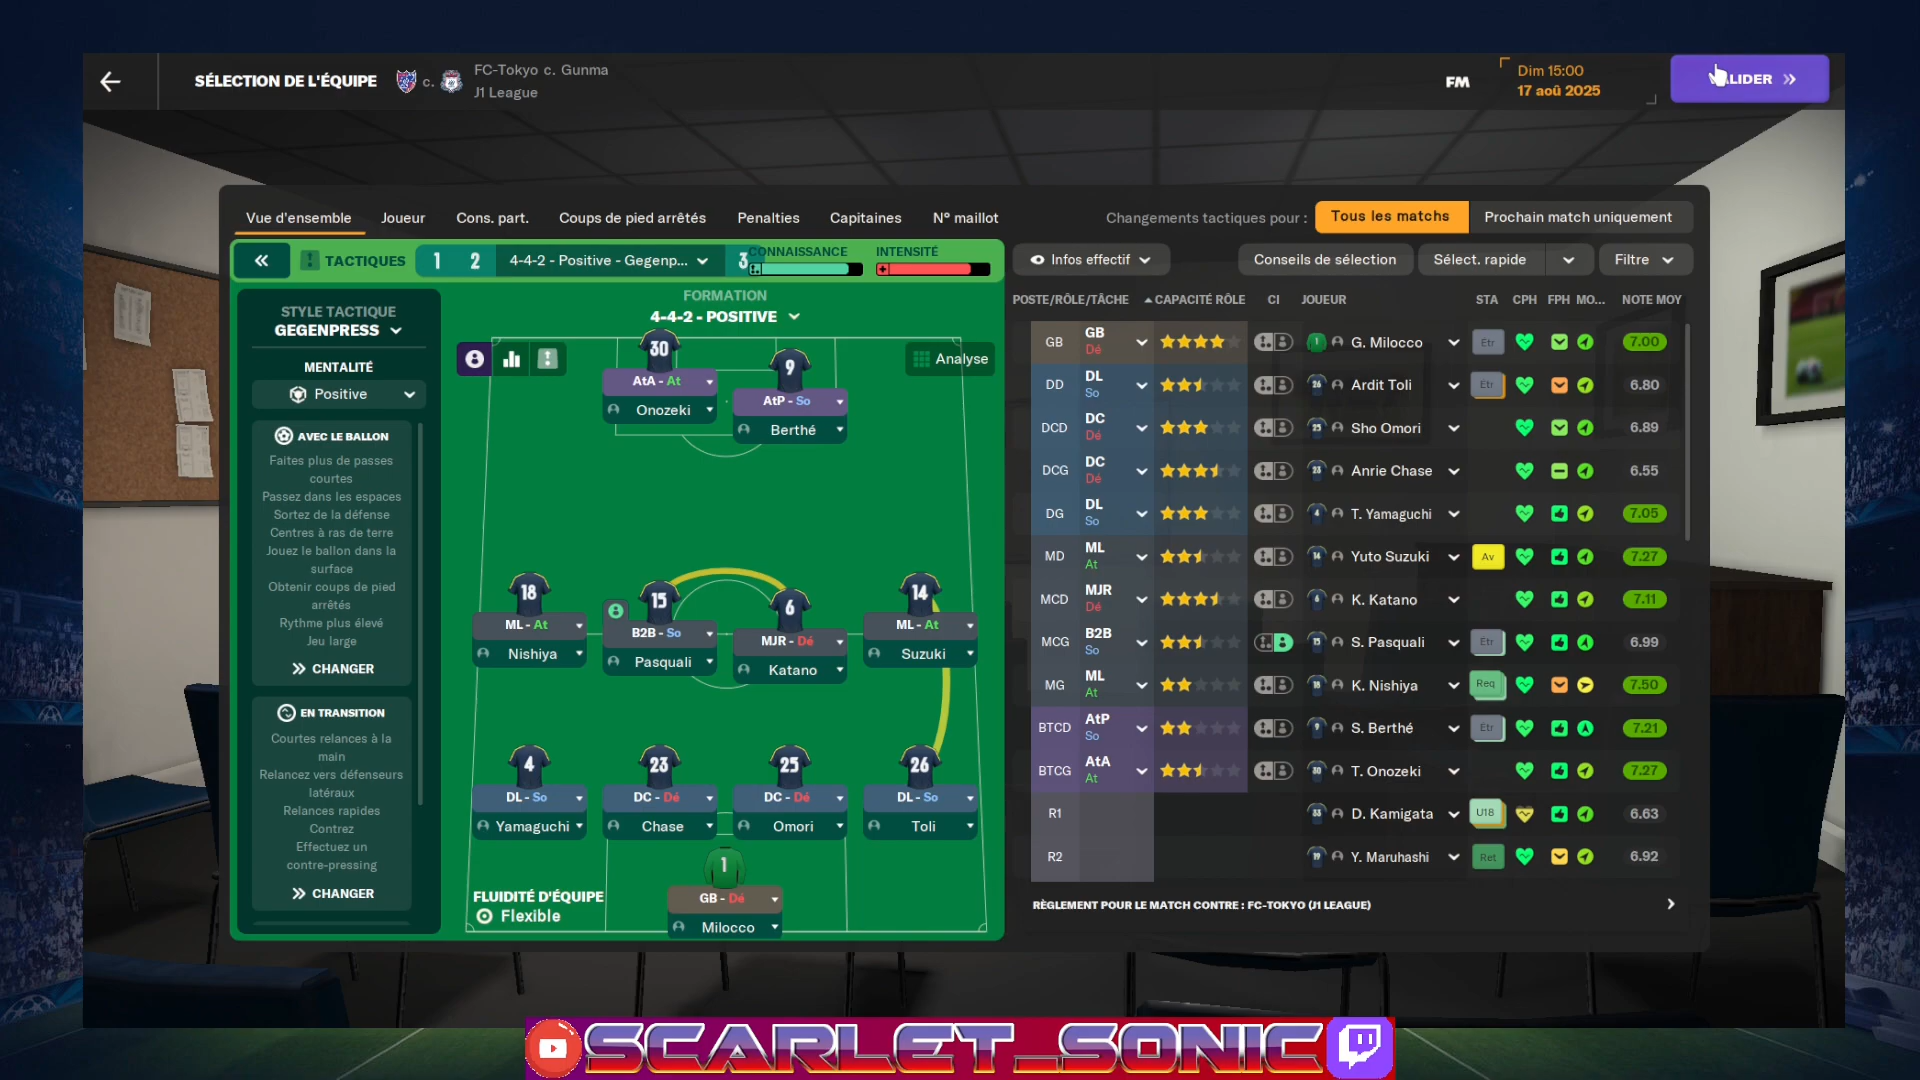 SÉLECTION DE L'ÉQUIPE
c.
FC-Tokyo c. Gunma
J1 League
FM
Dim 15:00
17 aoû 2025
LIDER
Vue d'ensemble
Joueur
Cons. part.
Coups de pied arrêtés
Penalties
Capitaines
N° maillot
Changements tactiques pour :
Tous les matchs
Prochain match uniquement
TACTIQUES
1
2
4-4-2 - Positive - Gegenp...
3
CONNAISSANCE
INTENSITÉ
Infos effectif
Conseils de sélection
Sélect. rapide
Filtre
STYLE TACTIQUE
GEGENPRESS
MENTALITÉ
Positive
AVEC LE BALLON
Faites plus de passes
courtes
Passez dans les espaces
Sortez de la défense
Centres à ras de terre
Jouez le ballon dans la
surface
Obtenir coups de pied
arrêtés
Rythme plus élevé
Jeu large
CHANGER
EN TRANSITION
Courtes relances à la
main
Relancez vers défenseurs
latéraux
Relances rapides
Contrez
Effectuez un
contre-pressing
CHANGER
FORMATION
4-4-2 - POSITIVE
Analyse
30
AtA - At
Onozeki
9
AtP - So
Berthé
18
ML - At
Nishiya
15
B2B - So
Pasquali
6
MJR - Dé
Katano
14
ML - At
Suzuki
4
DL - So
Yamaguchi
23
DC - Dé
Chase
25
DC - Dé
Omori
26
DL - So
Toli
1
GB - Dé
Milocco
FLUIDITÉ D'ÉQUIPE
Flexible
POSTE/RÔLE/TÂCHE CAPACITÉ RÔLE CI JOUEUR STA CPH FPH MO... NOTE MOY
GB GB Dé 1 G. Milocco Etr 7.00
DD DL So 26 Ardit Toli Etr 6.80
DCD DC Dé 25 Sho Omori 6.89
DCG DC Dé 23 Anrie Chase 6.55
DG DL So 4 T. Yamaguchi 7.05
MD ML At 14 Yuto Suzuki Av 7.27
MCD MJR Dé 6 K. Katano 7.11
MCG B2B So 15 S. Pasquali Etr 6.99
MG ML At 18 K. Nishiya Req 7.50
BTCD AtP So 9 S. Berthé Etr 7.21
BTCG AtA At 30 T. Onozeki 7.27
R1 33 D. Kamigata U18 6.63
R2 19 Y. Maruhashi Ret 6.92
RÈGLEMENT POUR LE MATCH CONTRE : FC-TOKYO (J1 LEAGUE)
SCARLET_SONIC